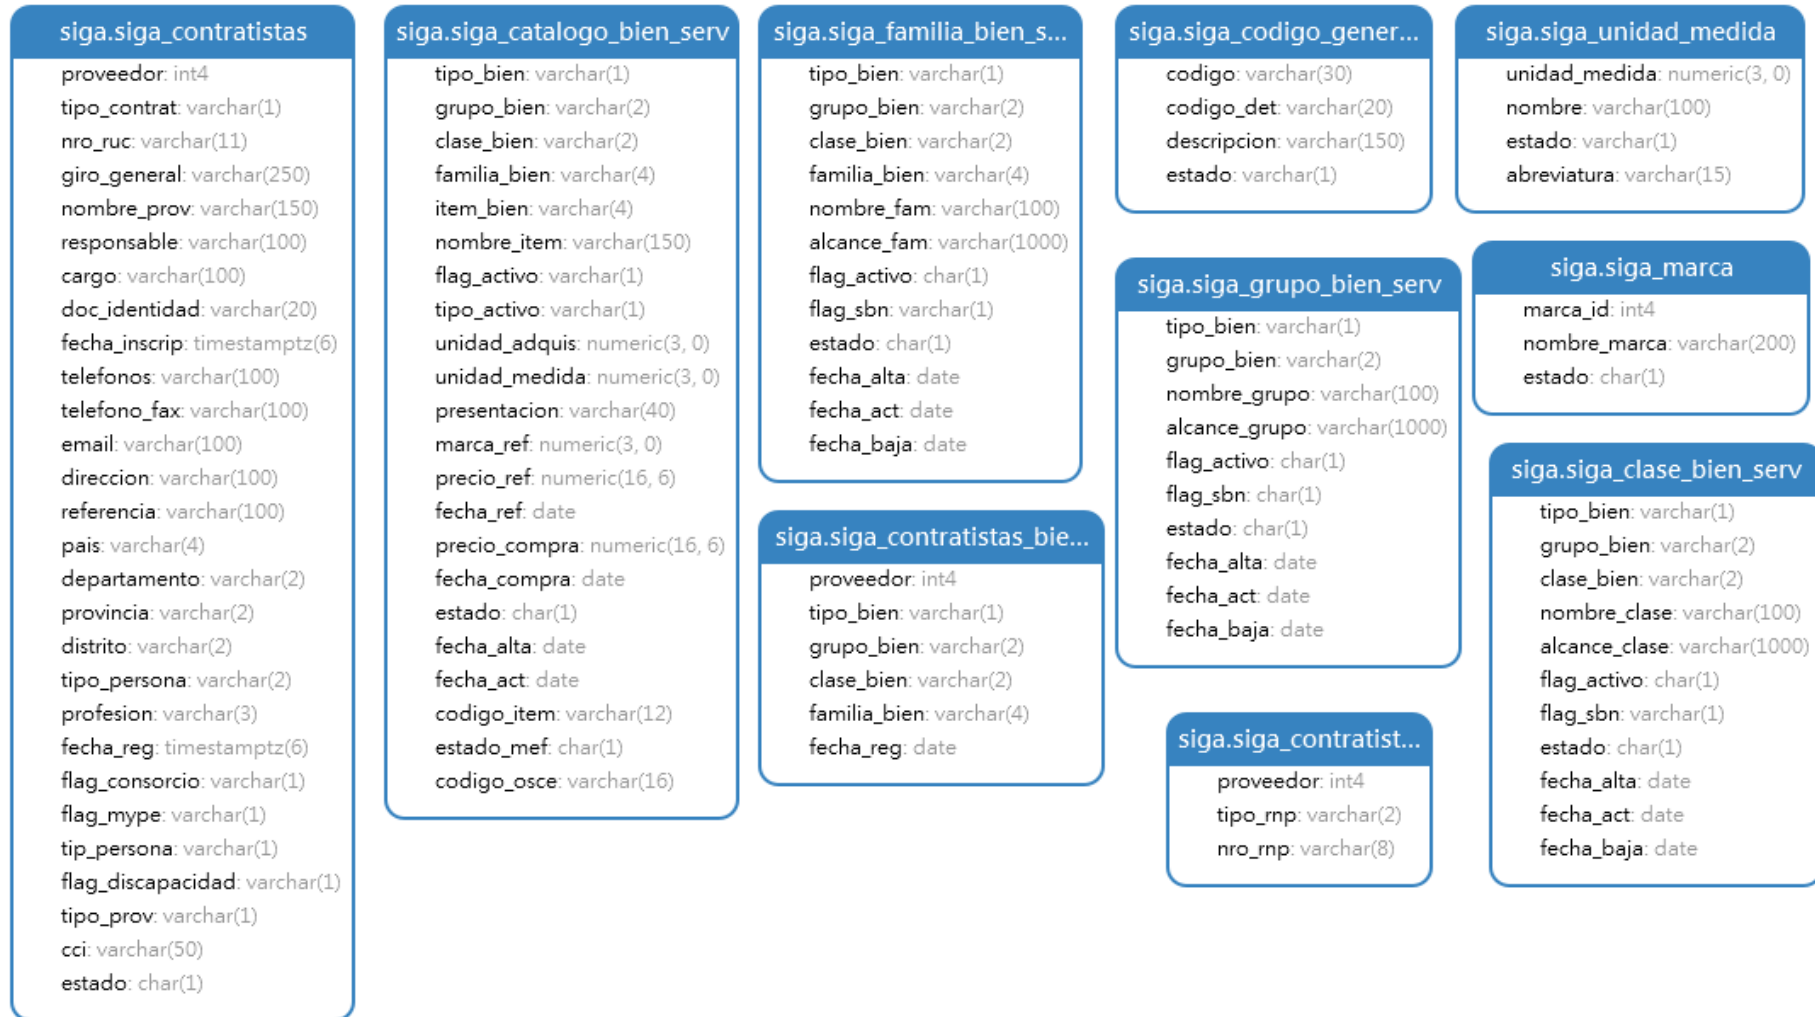 siga.siga_contratistas
proveedor: int4
tipo_contrat: varchar(1)
nro_ruc: varchar(11)
giro_general: varchar(250)
nombre_prov: varchar(150)
responsable: varchar(100)
cargo: varchar(100)
doc_identidad: varchar(20)
fecha_inscrip: timestamptz(6)
telefonos: varchar(100)
telefono_fax: varchar(100)
email: varchar(100)
direccion: varchar(100)
referencia: varchar(100)
pais: varchar(4)
departamento: varchar(2)
provincia: varchar(2)
distrito: varchar(2)
tipo_persona: varchar(2)
profesion: varchar(3)
fecha_reg: timestamptz(6)
flag_consorcio: varchar(1)
flag_mype: varchar(1)
tip_persona: varchar(1)
flag_discapacidad: varchar(1)
tipo_prov: varchar(1)
cci: varchar(50)
estado: char(1)
siga.siga_catalogo_bien_serv
tipo_bien: varchar(1)
grupo_bien: varchar(2)
clase_bien: varchar(2)
familia_bien: varchar(4)
item_bien: varchar(4)
nombre_item: varchar(150)
flag_activo: varchar(1)
tipo_activo: varchar(1)
unidad_adquis: numeric(3, 0)
unidad_medida: numeric(3, 0)
presentacion: varchar(40)
marca_ref: numeric(3, 0)
precio_ref: numeric(16, 6)
fecha_ref: date
precio_compra: numeric(16, 6)
fecha_compra: date
estado: char(1)
fecha_alta: date
fecha_act: date
codigo_item: varchar(12)
estado_mef: char(1)
codigo_osce: varchar(16)
siga.siga_familia_bien_s...
tipo_bien: varchar(1)
grupo_bien: varchar(2)
clase_bien: varchar(2)
familia_bien: varchar(4)
nombre_fam: varchar(100)
alcance_fam: varchar(1000)
flag_activo: char(1)
flag_sbn: varchar(1)
estado: char(1)
fecha_alta: date
fecha_act: date
fecha_baja: date
siga.siga_contratistas_bie...
proveedor: int4
tipo_bien: varchar(1)
grupo_bien: varchar(2)
clase_bien: varchar(2)
familia_bien: varchar(4)
fecha_reg: date
siga.siga_codigo_gener...
codigo: varchar(30)
codigo_det: varchar(20)
descripcion: varchar(150)
estado: varchar(1)
siga.siga_grupo_bien_serv
tipo_bien: varchar(1)
grupo_bien: varchar(2)
nombre_grupo: varchar(100)
alcance_grupo: varchar(1000)
flag_activo: char(1)
flag_sbn: char(1)
estado: char(1)
fecha_alta: date
fecha_act: date
fecha_baja: date
siga.siga_contratist...
proveedor: int4
tipo_rnp: varchar(2)
nro_rnp: varchar(8)
siga.siga_unidad_medida
unidad_medida: numeric(3, 0)
nombre: varchar(100)
estado: varchar(1)
abreviatura: varchar(15)
siga.siga_marca
marca_id: int4
nombre_marca: varchar(200)
estado: char(1)
siga.siga_clase_bien_serv
tipo_bien: varchar(1)
grupo_bien: varchar(2)
clase_bien: varchar(2)
nombre_clase: varchar(100)
alcance_clase: varchar(1000)
flag_activo: char(1)
flag_sbn: varchar(1)
estado: char(1)
fecha_alta: date
fecha_act: date
fecha_baja: date